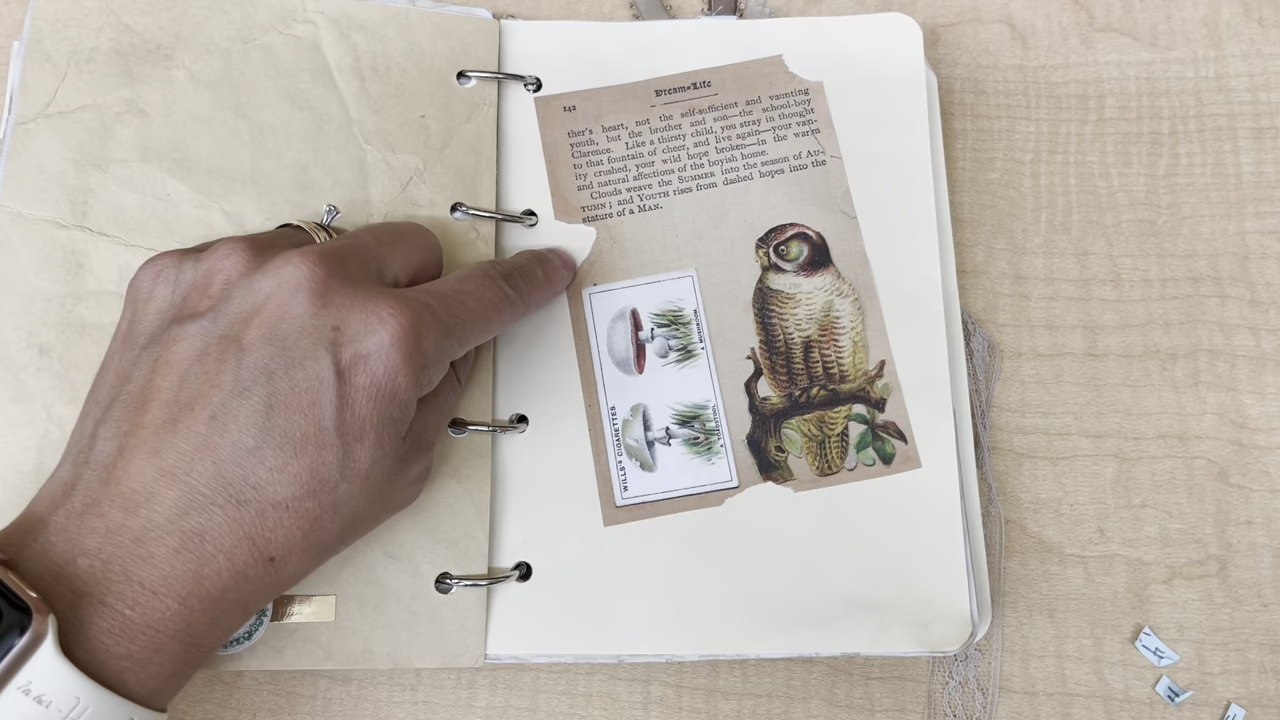 142
Dream=Life
ther's heart, not the self-sufficient and vaunting
youth, but the brother and son—the school-boy
Clarence. Like a thirsty child, you stray in thought
to that fountain of cheer, and live again—your van-
ity crushed, your wild hope broken—in the warm
and natural affections of the boyish home.
Clouds weave the SUMMER into the season of AU-
TUMN; and YOUTH rises from dashed hopes into the
stature of a MAN.
WILLS'S CIGARETTES.
A MUSHROOM.
A TOADSTOOL.